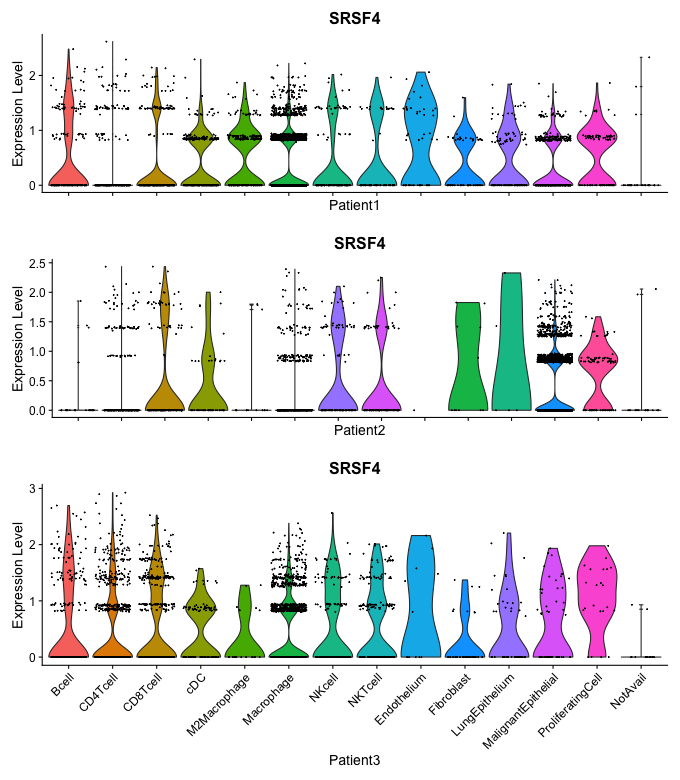 SRSF4
Expression Level
2
1
0
Patient1
SRSF4
Expression Level
2.5
2.0
1.5
1.0
0.5
0.0
Patient2
SRSF4
Expression Level
3
2
1
0
Bcell
CD4Tcell
CD8Tcell
cDC
M2Macrophage
Macrophage
NKcell
NKTcell
Endothelium
Fibroblast
LungEpithelium
MalignantEpithelial
ProliferatingCell
NotAvail
Patient3